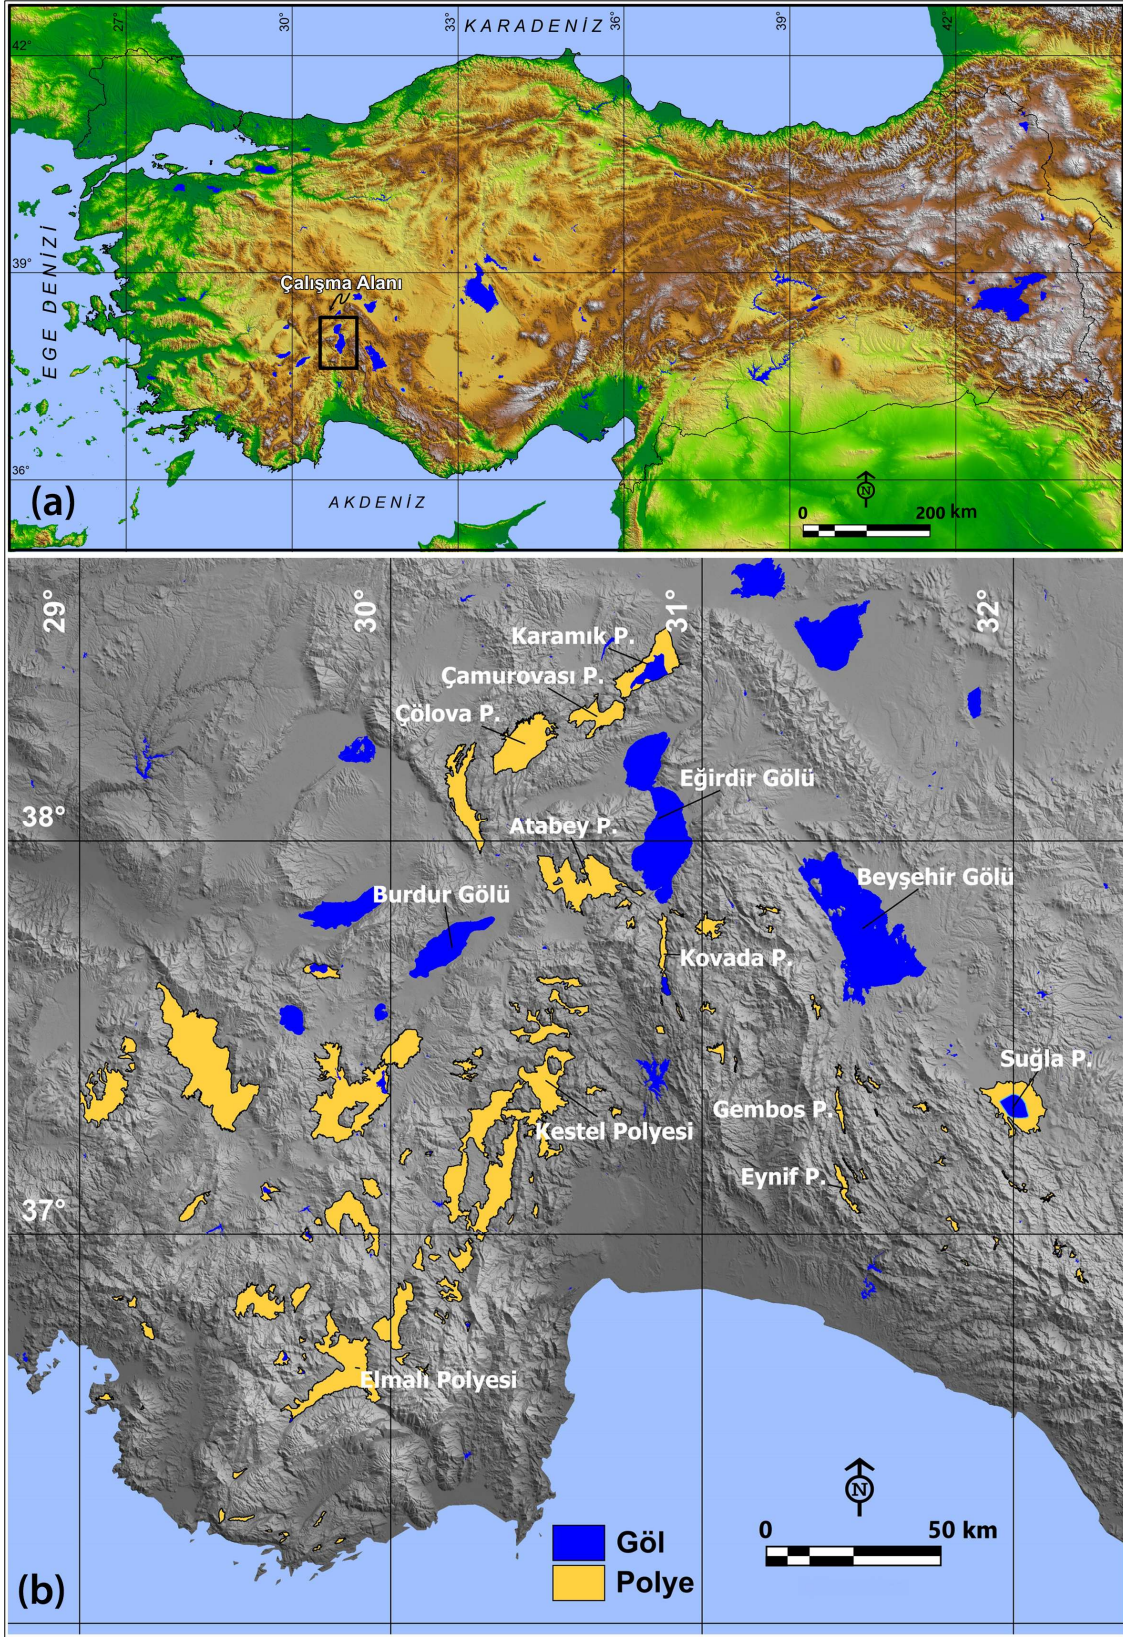 27°
30°
33°
KARADENİZ
36°
39°
42°
42°
39°
Çalışma Alanı
EGE DENİZİ
36°
(a)
AKDENİZ
N
0 200 km
29°
30°
31°
32°
Karamık P.
Çamurovası P.
Çölova P.
Eğirdir Gölü
38°
Atabey P.
Beyşehir Gölü
Burdur Gölü
Kovada P.
Suğla P.
Gembos P.
Kestel Polyesi
Eynif P.
37°
Elmalı Polyesi
N
0 50 km
Göl
Polye
(b)